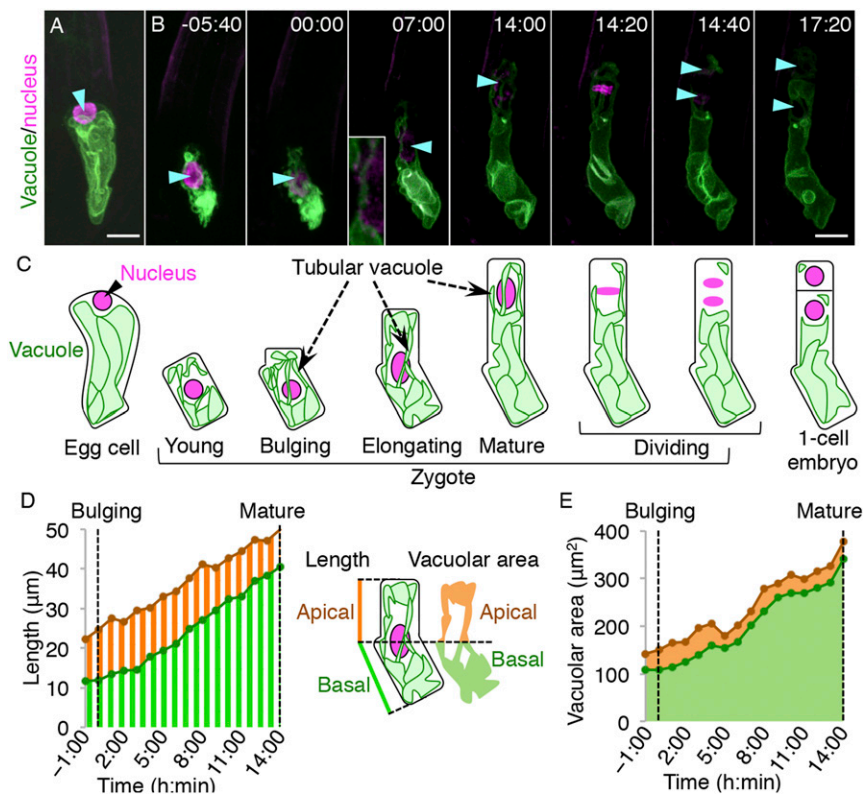 A
B
-05:40
00:00
07:00
14:00
14:20
14:40
17:20
Vacuole/nucleus
C
Nucleus
Tubular vacuole
Vacuole
Egg cell
Young
Bulging
Elongating
Mature
Dividing
1-cell
embryo
Zygote
D
Bulging
Mature
50
40
30
20
10
0
Length (μm)
−1:00
2:00
5:00
8:00
11:00
14:00
Time (h:min)
Length
Vacuolar area
Apical
Apical
Basal
Basal
E
Bulging
Mature
400
300
200
100
0
Vacuolar area (μm²)
−1:00
2:00
5:00
8:00
11:00
14:00
Time (h:min)